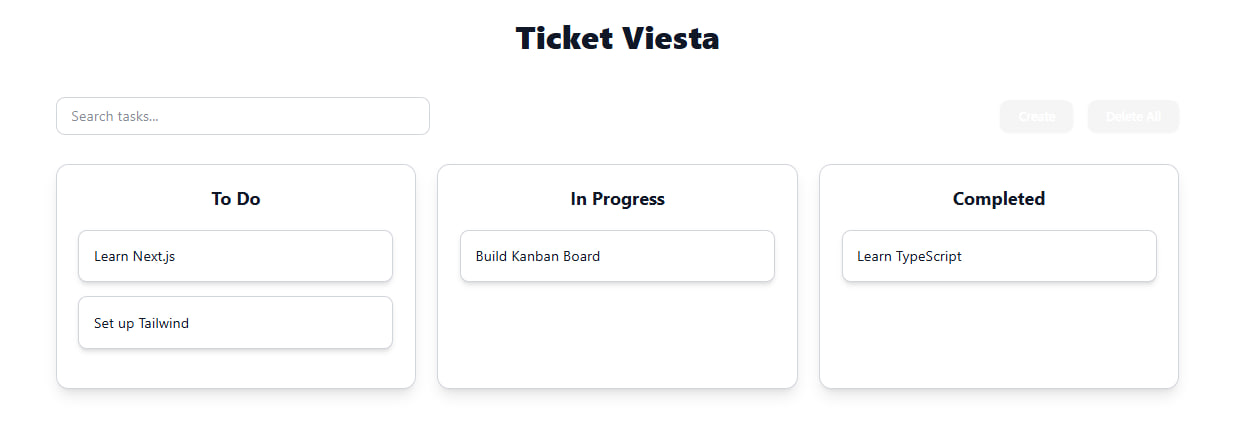 Ticket Viesta
Search tasks...
Create
Delete All
To Do
Learn Next.js
Set up Tailwind
In Progress
Build Kanban Board
Completed
Learn TypeScript